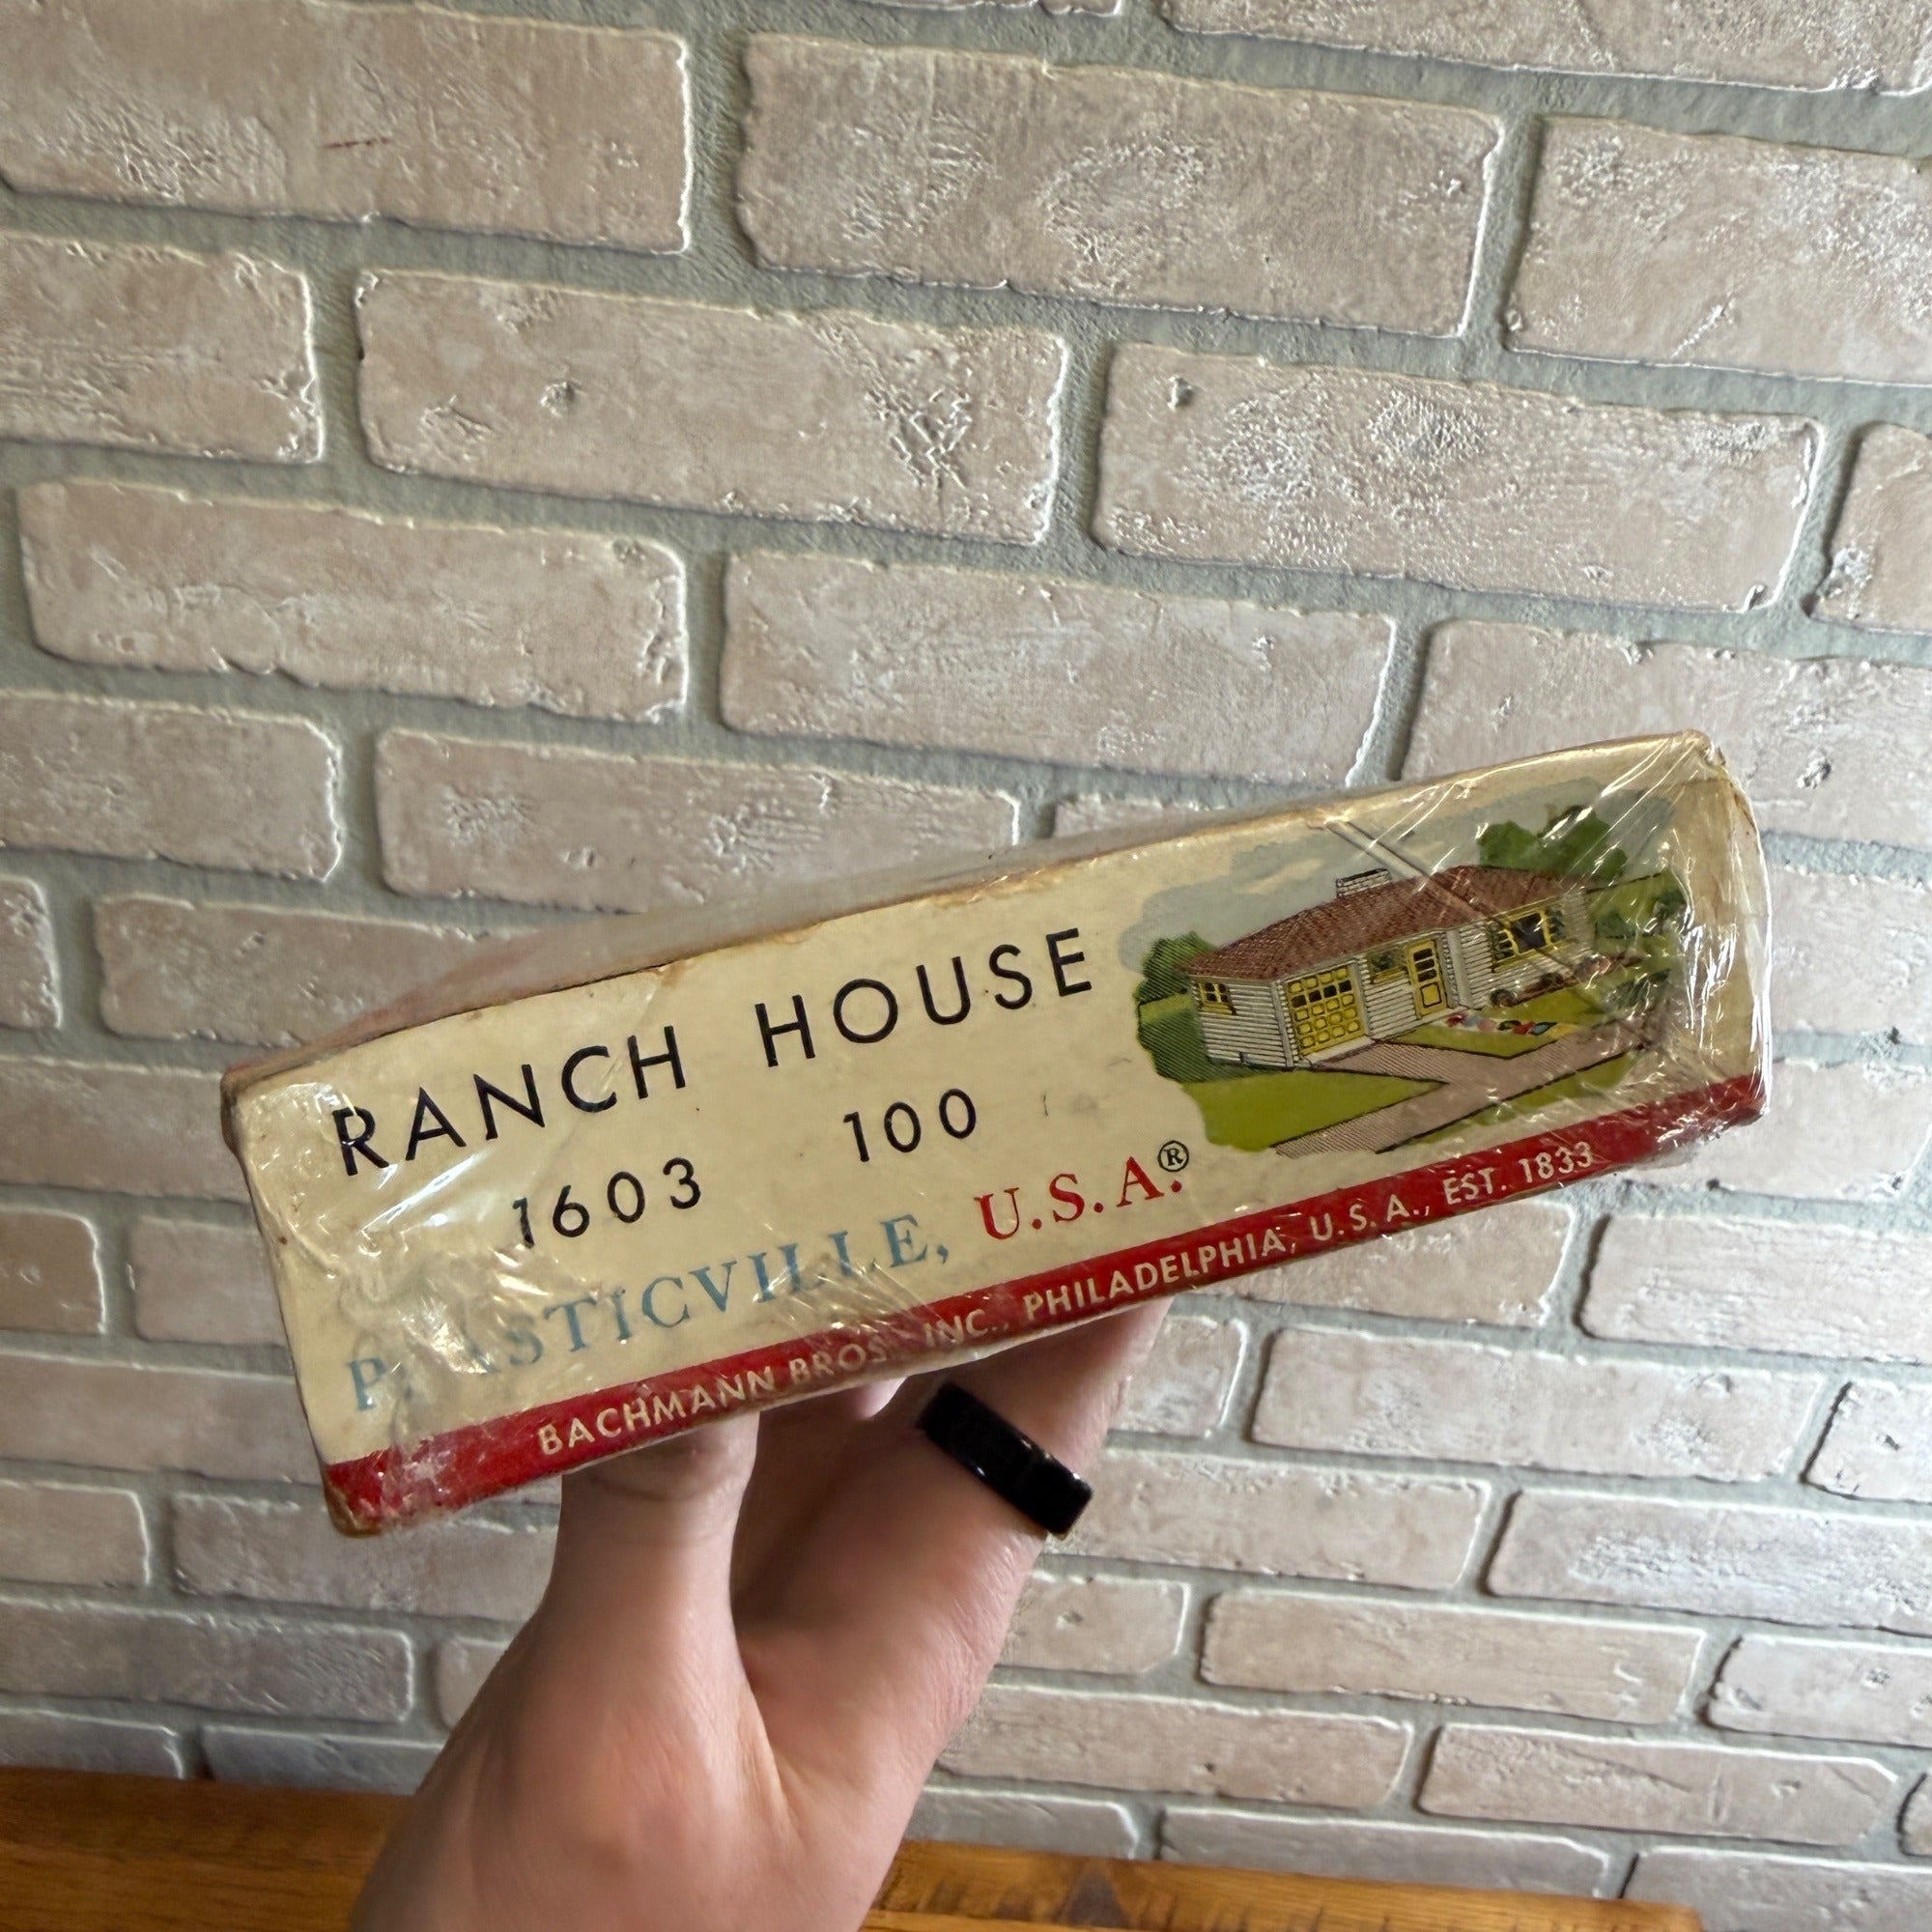 RANCH HOUSE
1603 100
PLASTICVILLE, U.S.A.®
BACHMANN BROS., INC., PHILADELPHIA, U.S.A., EST. 1833